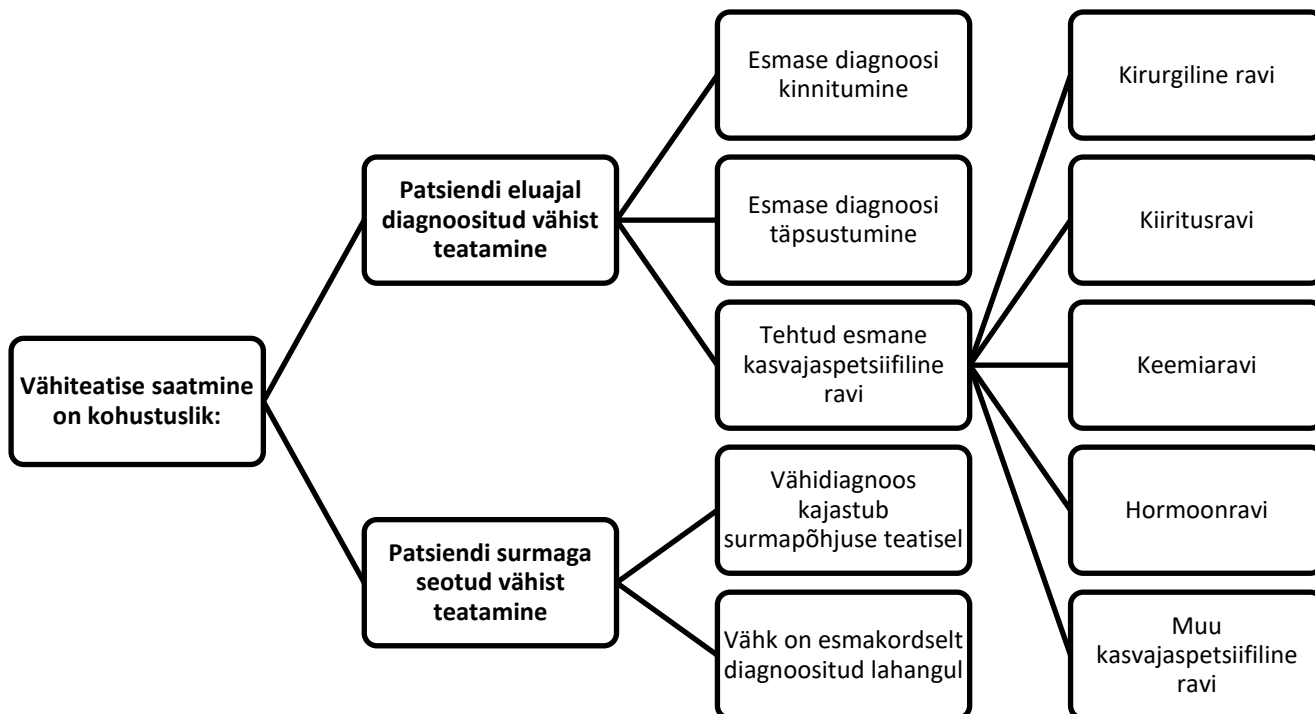 Vähiteatise saatmine
on kohustuslik:
Patsiendi eluajal
diagnoositud vähist
teatamine
Esmase diagnoosi
kinnitumine
Esmase diagnoosi
täpsustumine
Tehtud esmane
kasvajaspetsiifiline
ravi
Kirurgiline ravi
Kiiritusravi
Keemiaravi
Hormoonravi
Muu
kasvajaspetsiifiline
ravi
Patsiendi surmaga
seotud vähist
teatamine
Vähidiagnoos
kajastub
surmapõhjuse teatisel
Vähk on esmakordselt
diagnoositud lahangul